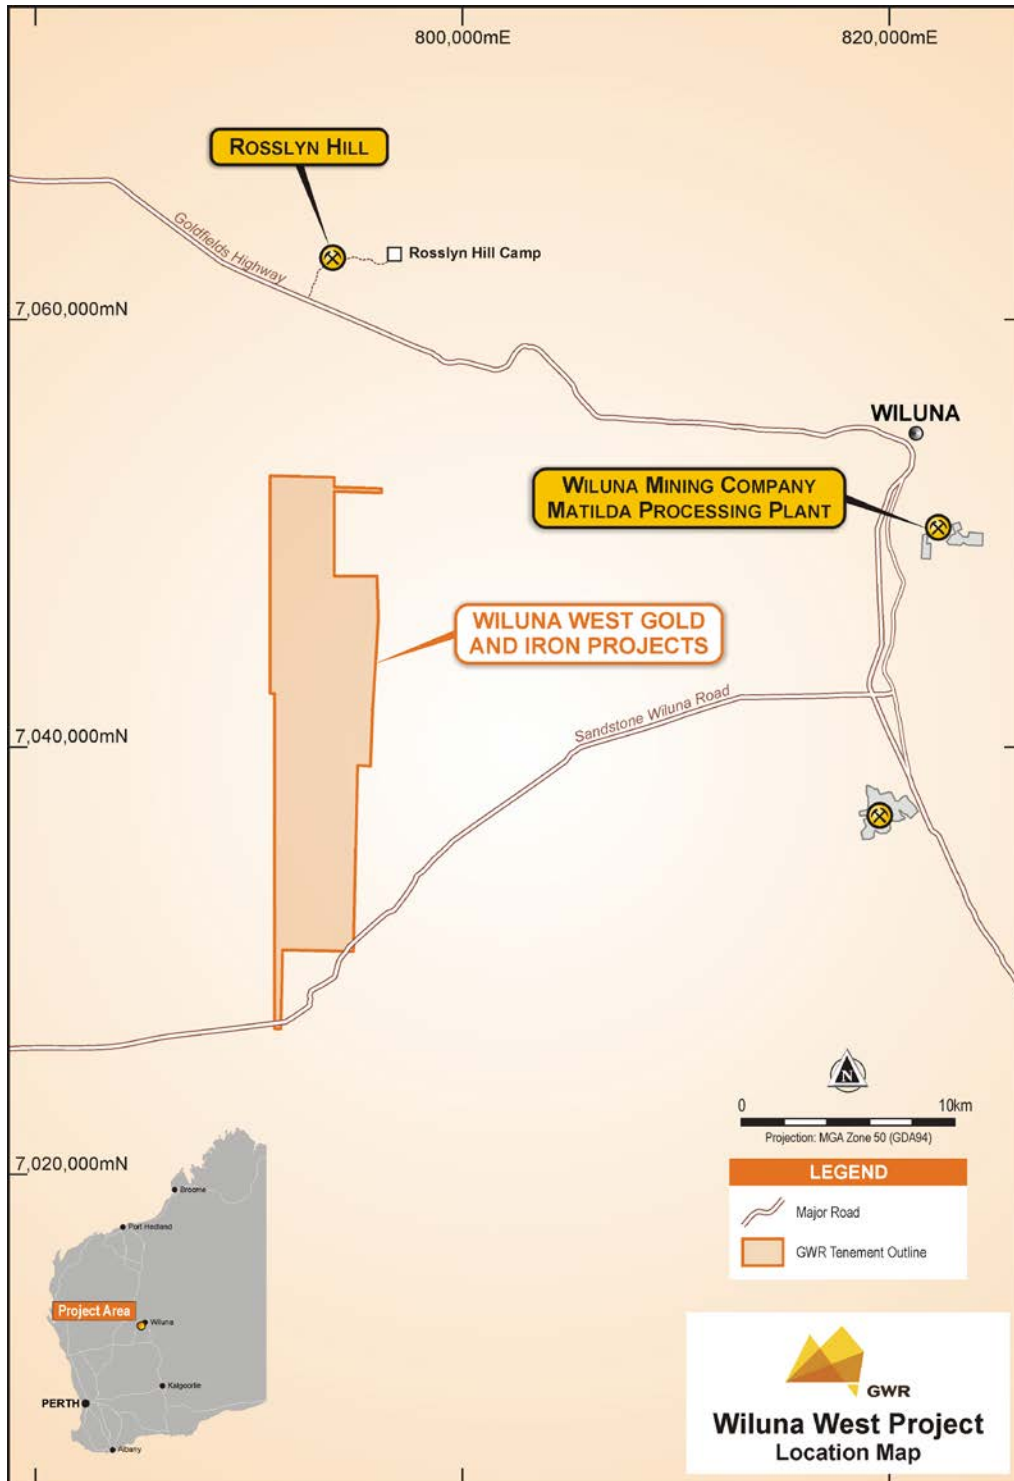 800,000mE
820,000mE
ROSSLYN HILL
Goldfields Highway
Rosslyn Hill Camp
7,060,000mN
WILUNA
WILUNA MINING COMPANY
MATILDA PROCESSING PLANT
WILUNA WEST GOLD
AND IRON PROJECTS
Sandstone Wiluna Road
7,040,000mN
N
0
10km
Projection: MGA Zone 50 (GDA94)
7,020,000mN
LEGEND
Major Road
GWR Tenement Outline
Broome
Port Hedland
Project Area
Wiluna
Kalgoorlie
PERTH
Albany
GWR
Wiluna West Project
Location Map